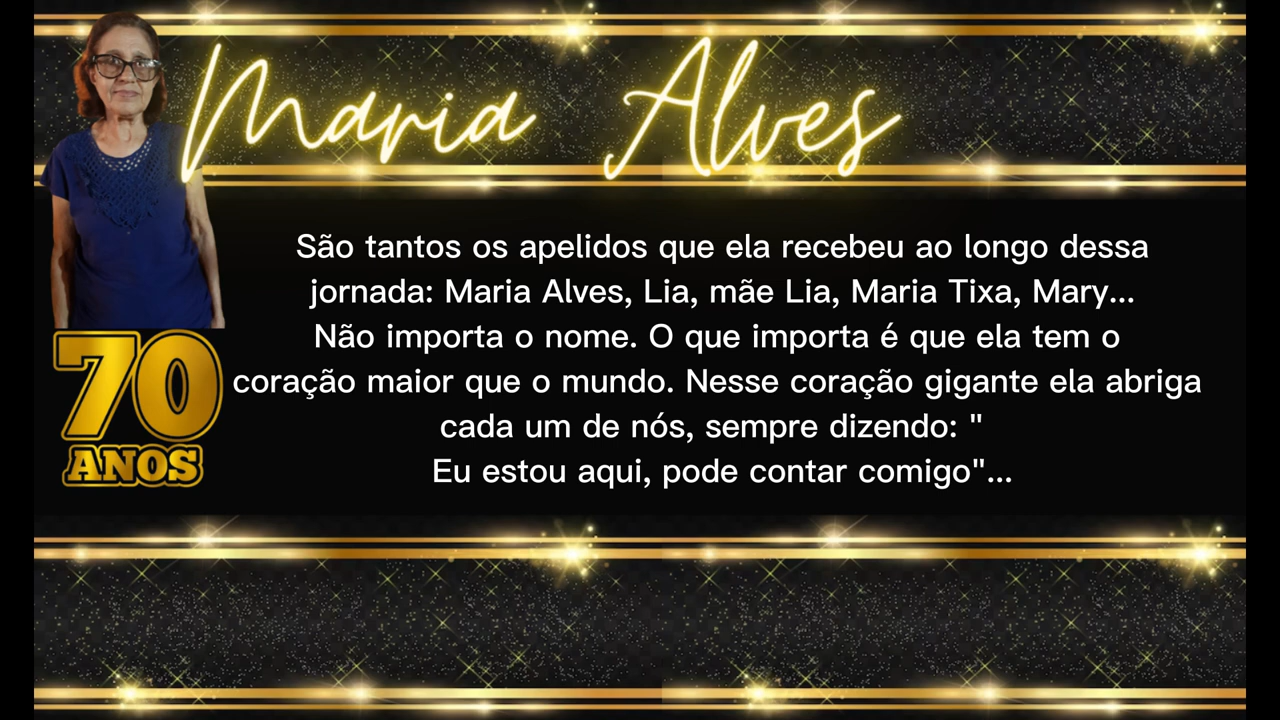 Maria Alves
São tantos os apelidos que ela recebeu ao longo dessa
jornada: Maria Alves, Lia, mãe Lia, Maria Tixa, Mary...
Não importa o nome. O que importa é que ela tem o
coração maior que o mundo. Nesse coração gigante ela abriga
cada um de nós, sempre dizendo: "
Eu estou aqui, pode contar comigo"...
70
ANOS